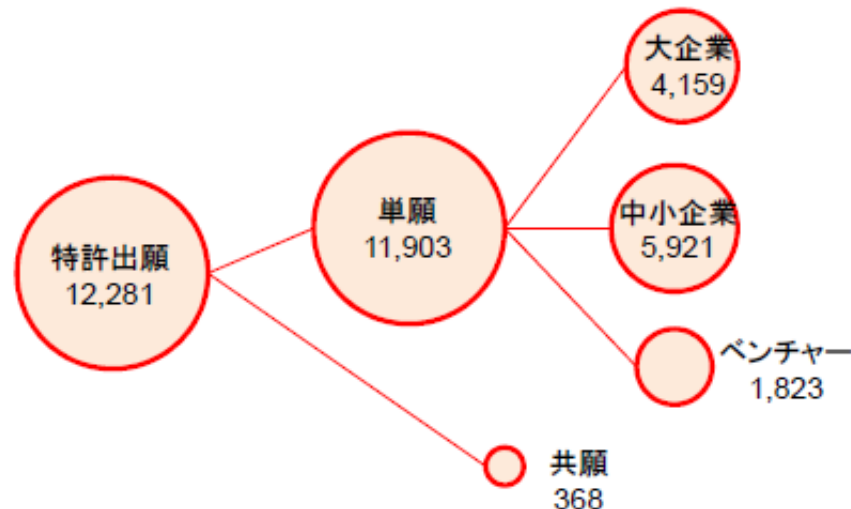 特許出願
12,281
単願
11,903
大企業
4,159
中小企業
5,921
ベンチャー
1,823
共願
368